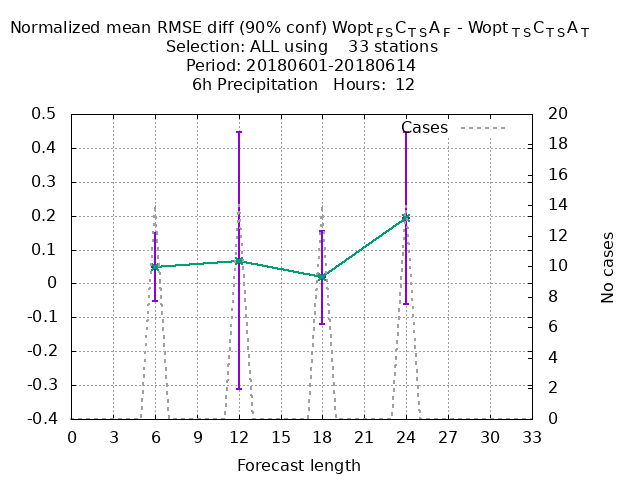 Normalized mean RMSE diff (90% conf) Wopt FS C TS A F - Wopt TS C TS A T
Selection: ALL using 33 stations
Period: 20180601-20180614
6h Precipitation Hours: 12
Cases
0.5
0.4
0.3
0.2
0.1
0
-0.1
-0.2
-0.3
-0.4
20
18
16
14
12
10
8
6
4
2
0
No cases
0 3 6 9 12 15 18 21 24 27 30 33
Forecast length